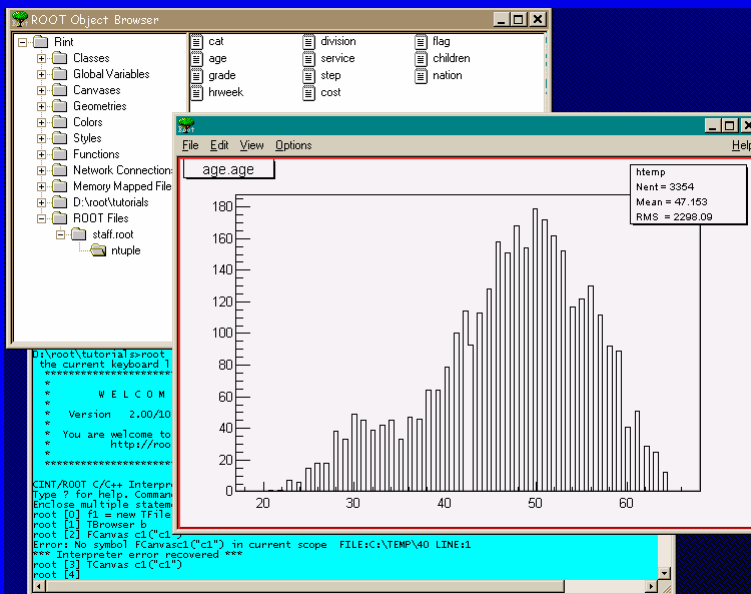 ROOT Object Browser
Rint
Classes
Global Variables
Canvases
Geometries
Colors
Styles
Functions
Network Connection
Memory Mapped File
D:\root\tutorials
ROOT Files
staff.root
ntuple
cat division flag
age service children
grade step nation
hrweek cost
File Edit View Options Help
age.age
htemp
Nent = 3354
Mean = 47.153
RMS = 2298.09
180
160
140
120
100
80
60
40
20
0
20 30 40 50 60
D:\root\tutorials>root
the current keyboard l
*
* W E L C O M
*
* Version 2.00/10
*
* You are welcome to
* http://roo
*
CINT/ROOT C/C++ Interpre
Type ? for help. Comman
Enclose multiple stateme
root [0] f1 = new TFile
root [1] TBrowser b
root [2] FCanvas c1("c1")
Error: No symbol FCanvasc1("c1") in current scope FILE:C:\TEMP\40 LINE:1
*** Interpreter error recovered ***
root [3] TCanvas c1("c1")
root [4]